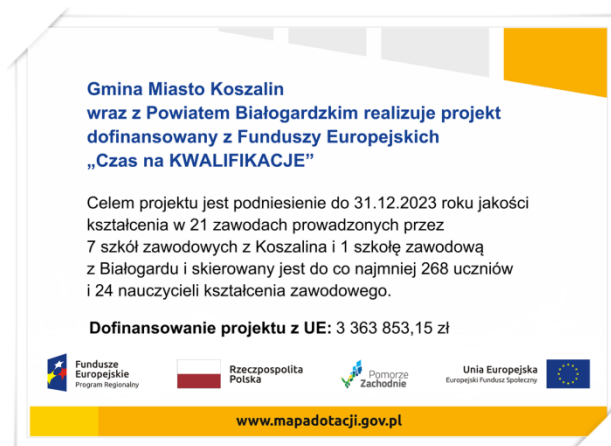 Gmina Miasto Koszalin
wraz z Powiatem Białogardzkim realizuje projekt
dofinansowany z Funduszy Europejskich
„Czas na KWALIFIKACJE”
Celem projektu jest podniesienie do 31.12.2023 roku jakości
kształcenia w 21 zawodach prowadzonych przez
7 szkół zawodowych z Koszalina i 1 szkołę zawodową
z Białogardu i skierowany jest do co najmniej 268 uczniów
i 24 nauczycieli kształcenia zawodowego.
Dofinansowanie projektu z UE: 3 363 853,15 zł
Fundusze
Europejskie
Program Regionalny
Rzeczpospolita
Polska
Pomorze
Zachodnie
Unia Europejska
Europejski Fundusz Społeczny
www.mapadotacji.gov.pl